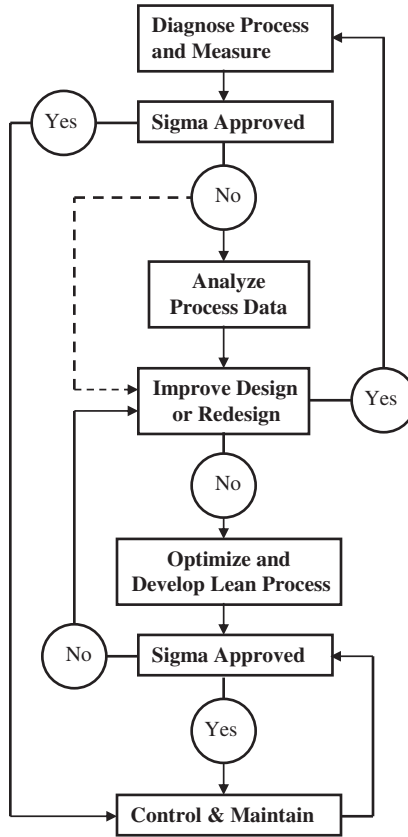 Diagnose Process
and Measure
Yes
Sigma Approved
No
Analyze
Process Data
Improve Design
or Redesign
Yes
No
Optimize and
Develop Lean Process
No
Sigma Approved
Yes
Control & Maintain